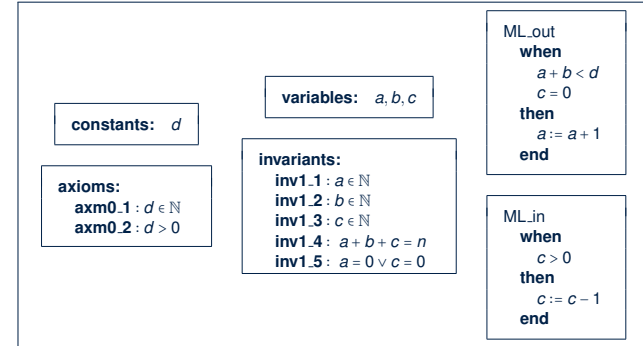 constants: d
axioms:
axm0_1 : d ∈ ℕ
axm0_2 : d > 0
variables: a, b, c
invariants:
inv1_1 : a ∈ ℕ
inv1_2 : b ∈ ℕ
inv1_3 : c ∈ ℕ
inv1_4 : a + b + c = n
inv1_5 : a = 0 ∨ c = 0
ML_out
when
a + b < d
c = 0
then
a := a + 1
end
ML_in
when
c > 0
then
c := c − 1
end